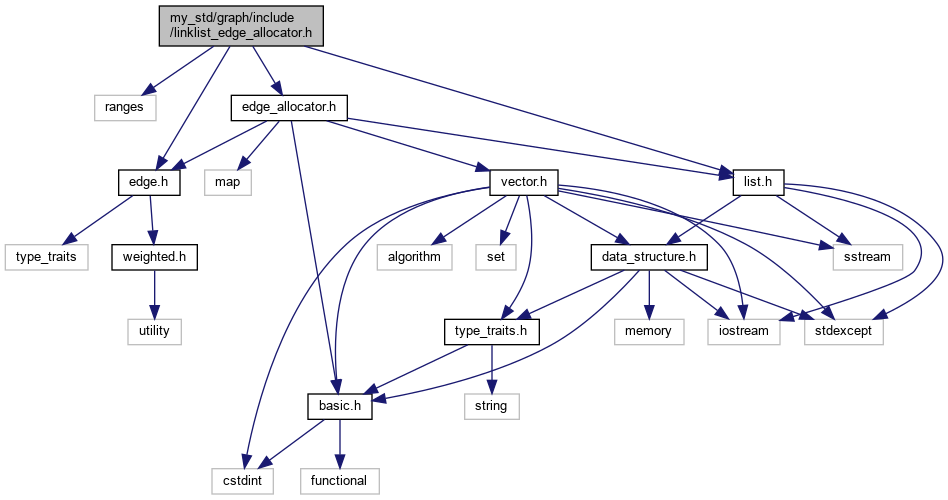 my_std/graph/include
/linklist_edge_allocator.h
ranges
edge_allocator.h
edge.h
map
vector.h
list.h
type_traits
weighted.h
algorithm
set
data_structure.h
sstream
utility
type_traits.h
memory
iostream
stdexcept
basic.h
string
cstdint
functional